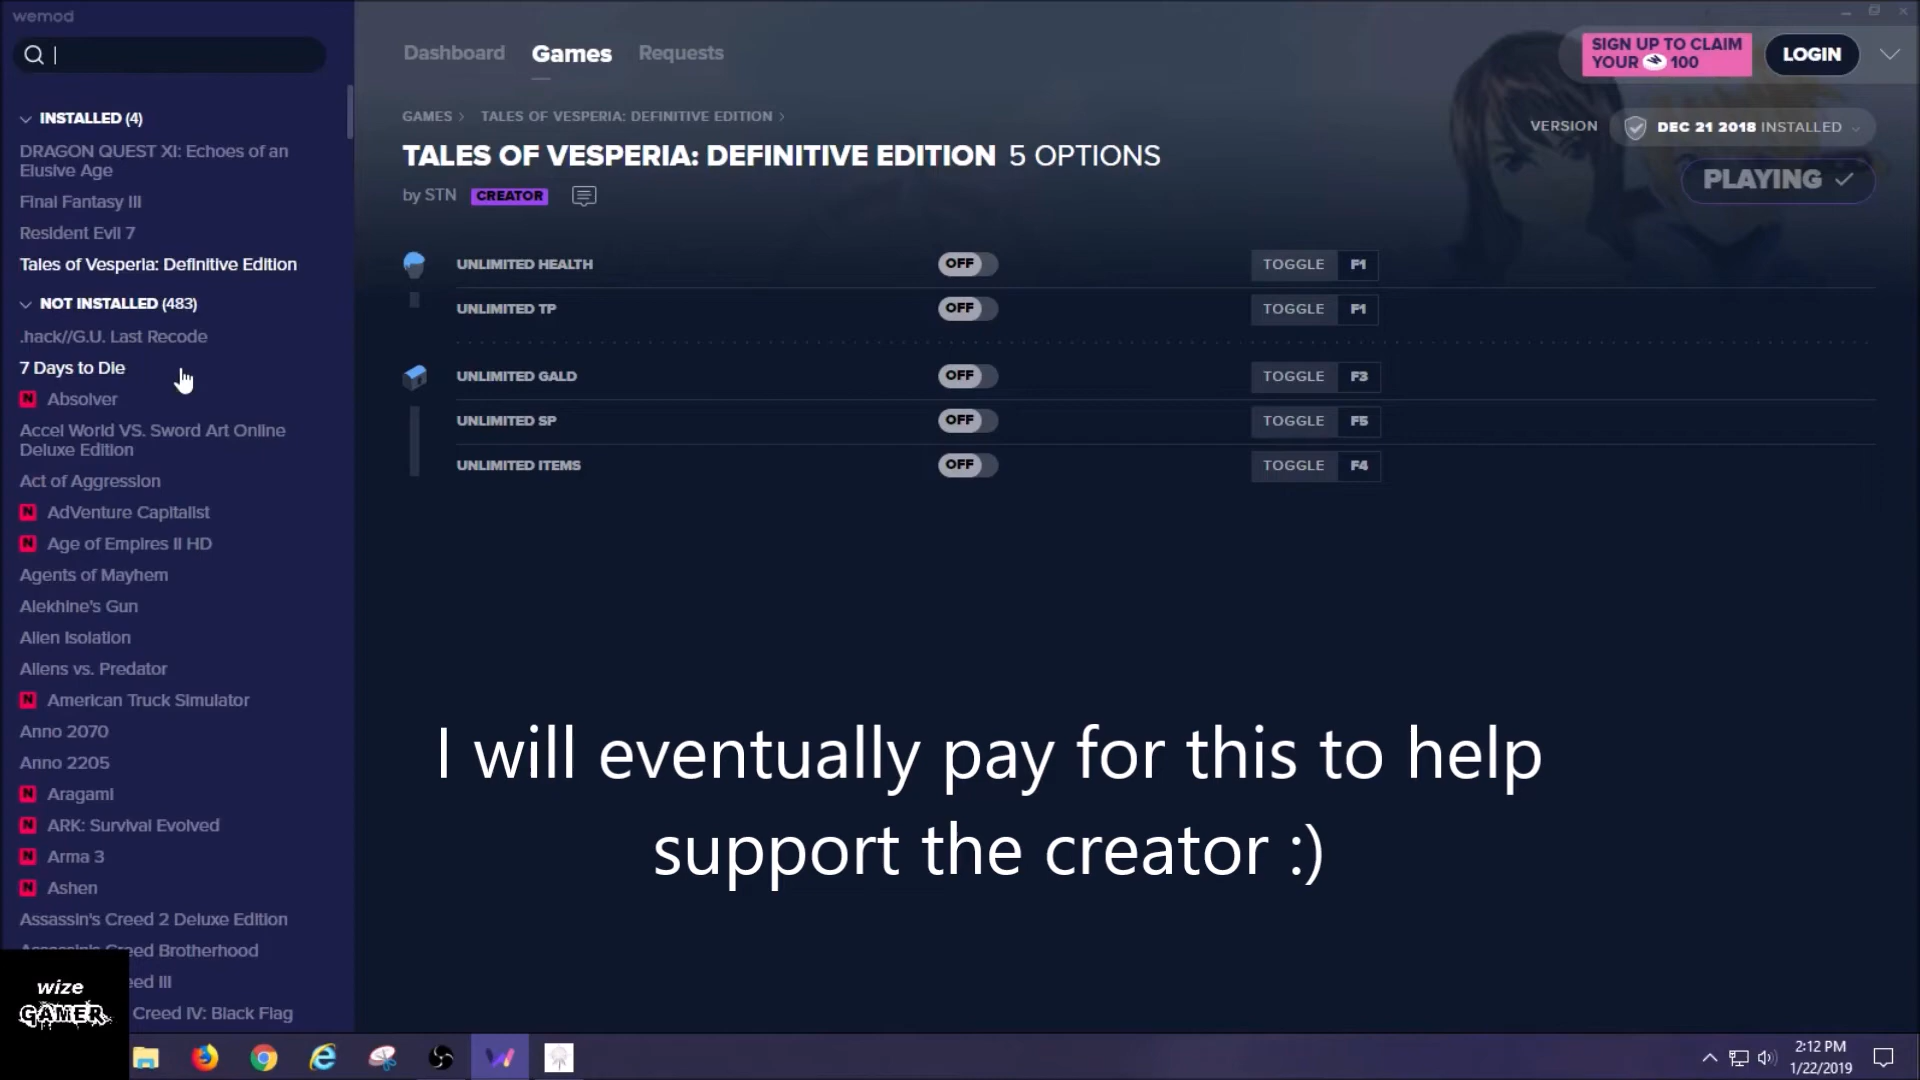 wemod
INSTALLED (4)
DRAGON QUEST XI: Echoes of an
Elusive Age
Final Fantasy III
Resident Evil 7
Tales of Vesperia: Definitive Edition
NOT INSTALLED (483)
.hack//G.U. Last Recode
7 Days to Die
N Absolver
Accel World VS. Sword Art Online
Deluxe Edition
Act of Aggression
N AdVenture Capitalist
N Age of Empires II HD
Agents of Mayhem
Alekhine's Gun
Alien Isolation
Aliens vs. Predator
N American Truck Simulator
Anno 2070
Anno 2205
N Aragami
N ARK: Survival Evolved
N Arma 3
N Ashen
Assassin's Creed 2 Deluxe Edition
Assassin's Creed Brotherhood
eed III
Creed IV: Black Flag
wize
GAMER
Dashboard Games Requests
SIGN UP TO CLAIM
YOUR 100
LOGIN
GAMES > TALES OF VESPERIA: DEFINITIVE EDITION >
VERSION DEC 21 2018 INSTALLED
TALES OF VESPERIA: DEFINITIVE EDITION 5 OPTIONS
PLAYING
by STN CREATOR
UNLIMITED HEALTH OFF TOGGLE F1
UNLIMITED TP OFF TOGGLE F1
UNLIMITED GALD OFF TOGGLE F3
UNLIMITED SP OFF TOGGLE F5
UNLIMITED ITEMS OFF TOGGLE F4
I will eventually pay for this to help
support the creator :)
2:12 PM
1/22/2019